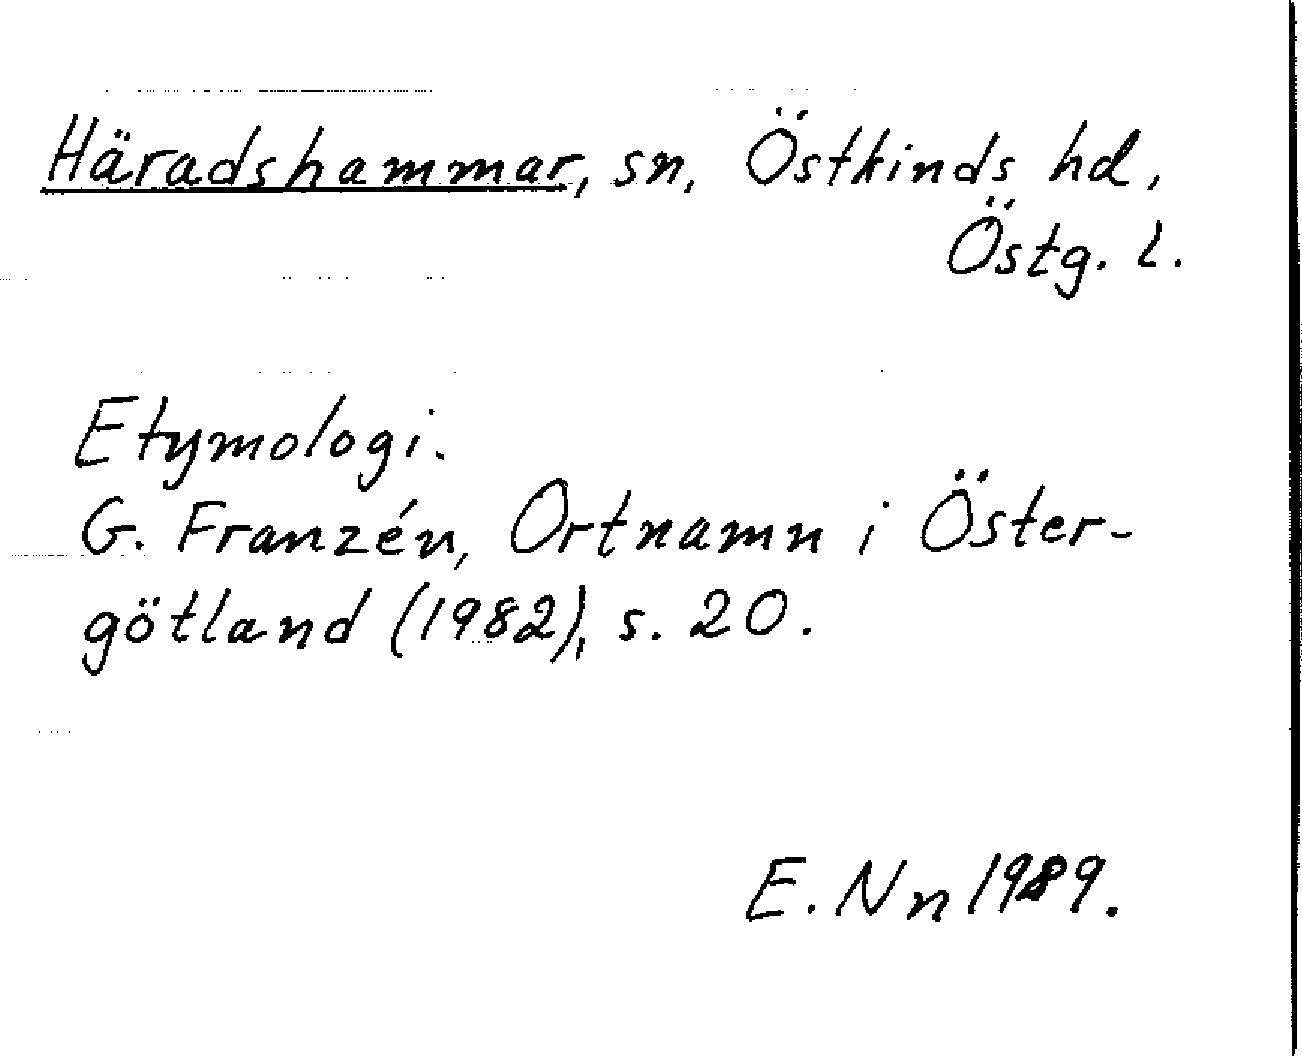 Häradshammar, sn, Östkinds hd,
Östg. l.
Etymologi.
G. Franzén, Ortnamn i Öster-
götland (1982), s. 20.
E. Nn 1989.